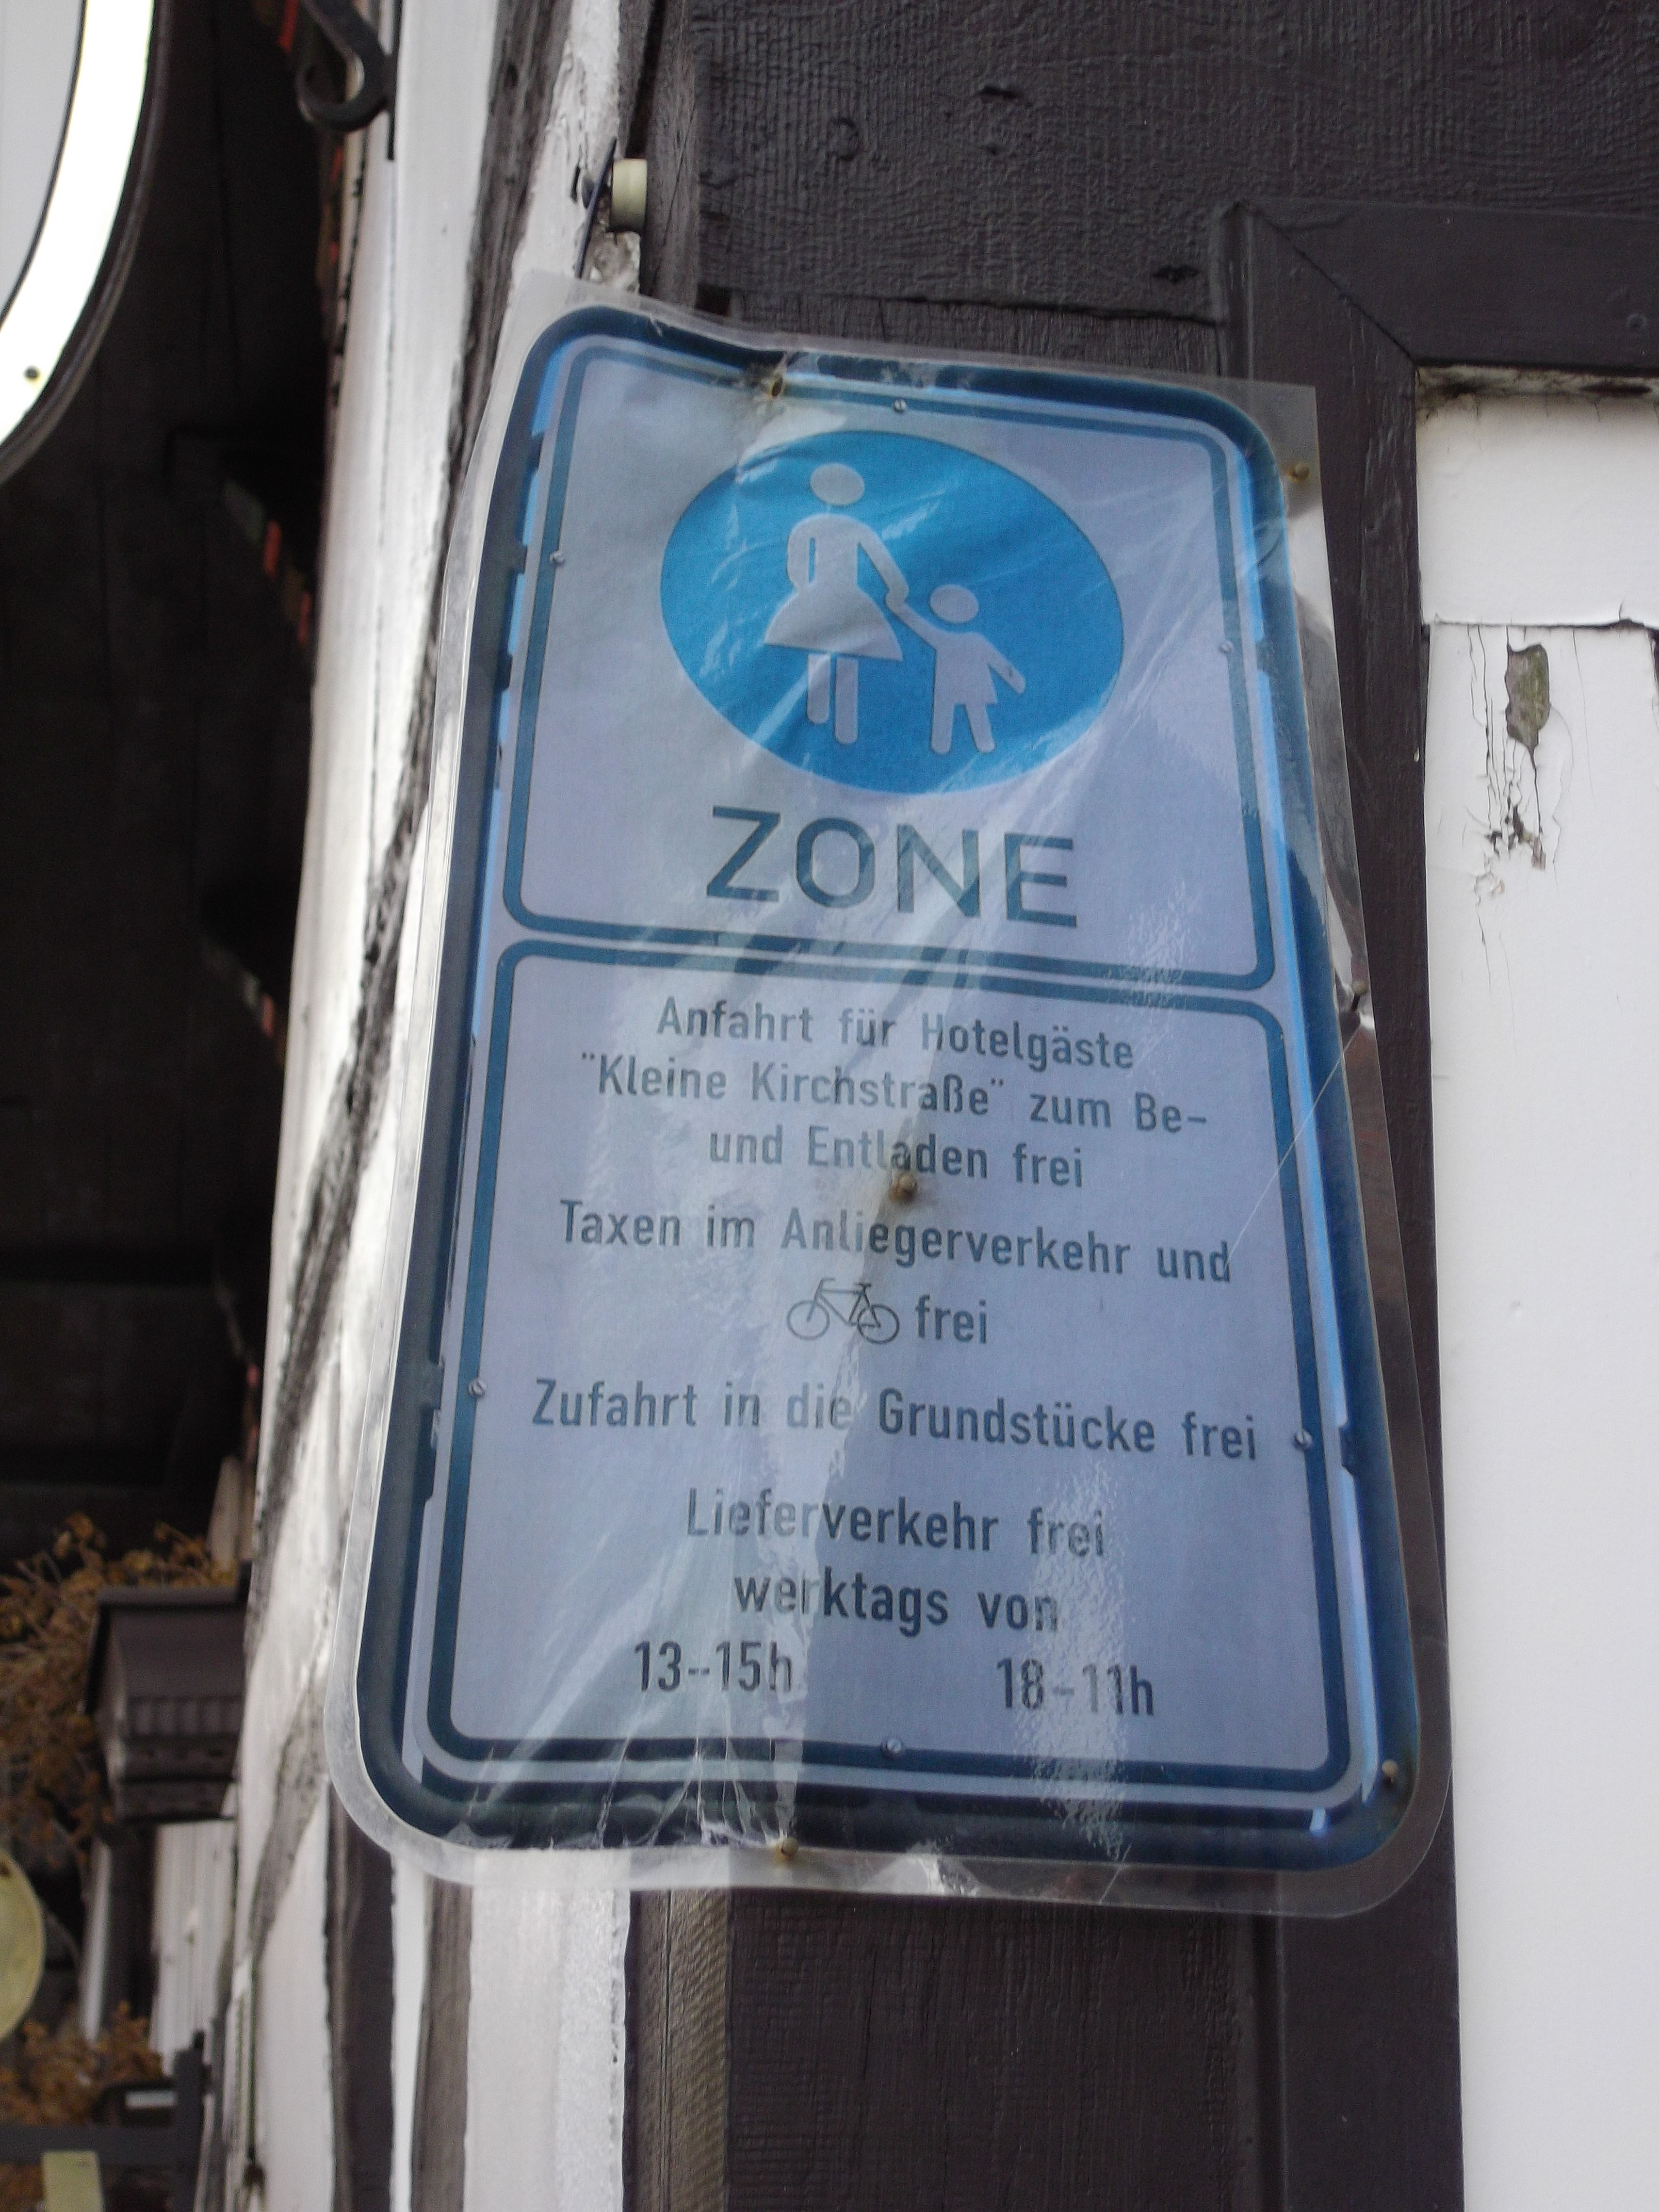 ZONE
Anfahrt für Hotelgäste
"Kleine Kirchstraße" zum Be-
und Entladen frei
Taxen im Anliegerverkehr und
frei
Zufahrt in die Grundstücke frei
Lieferverkehr frei
werktags von
13-15h 18-11h